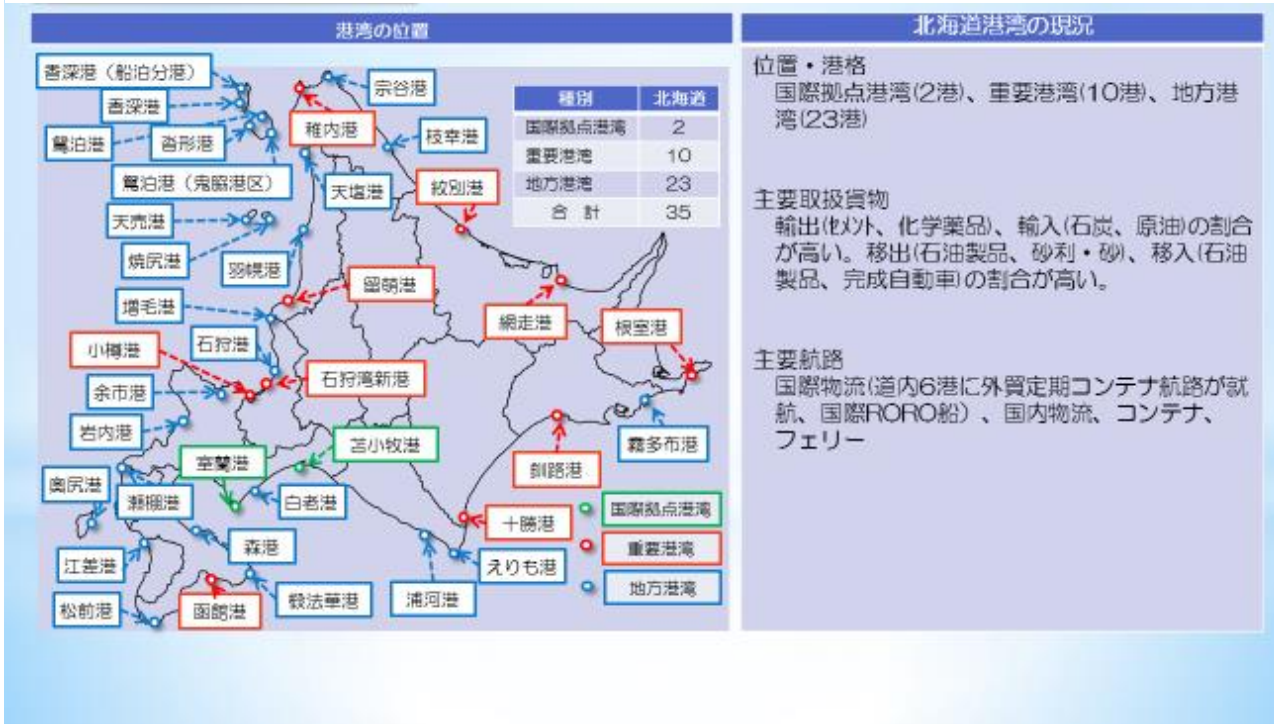 港湾の位置
香深港（船泊分港）
宗谷港
香深港
稚内港
枝幸港
鴛泊港
沓形港
鴛泊港（鬼脇港区）
天塩港
紋別港
天売港
焼尻港
羽幌港
留萌港
増毛港
網走港
根室港
小樽港
石狩港
石狩湾新港
余市港
岩内港
苫小牧港
霧多布港
室蘭港
釧路港
奥尻港
瀬棚港
白老港
十勝港
森港
江差港
えりも港
椴法華港
浦河港
松前港
函館港
種別 北海道
国際拠点港湾 2
重要港湾 10
地方港湾 23
合 計 35
国際拠点港湾
重要港湾
地方港湾
北海道港湾の現況
位置・港格
国際拠点港湾(2港)、重要港湾(10港)、地方港
湾(23港)
主要取扱貨物
輸出(ｾﾒﾝﾄ、化学薬品)、輸入(石炭、原油)の割合
が高い。移出(石油製品、砂利・砂)、移入(石油
製品、完成自動車)の割合が高い。
主要航路
国際物流(道内6港に外貿定期コンテナ航路が就
航、国際RORO船）、国内物流、コンテナ、
フェリー